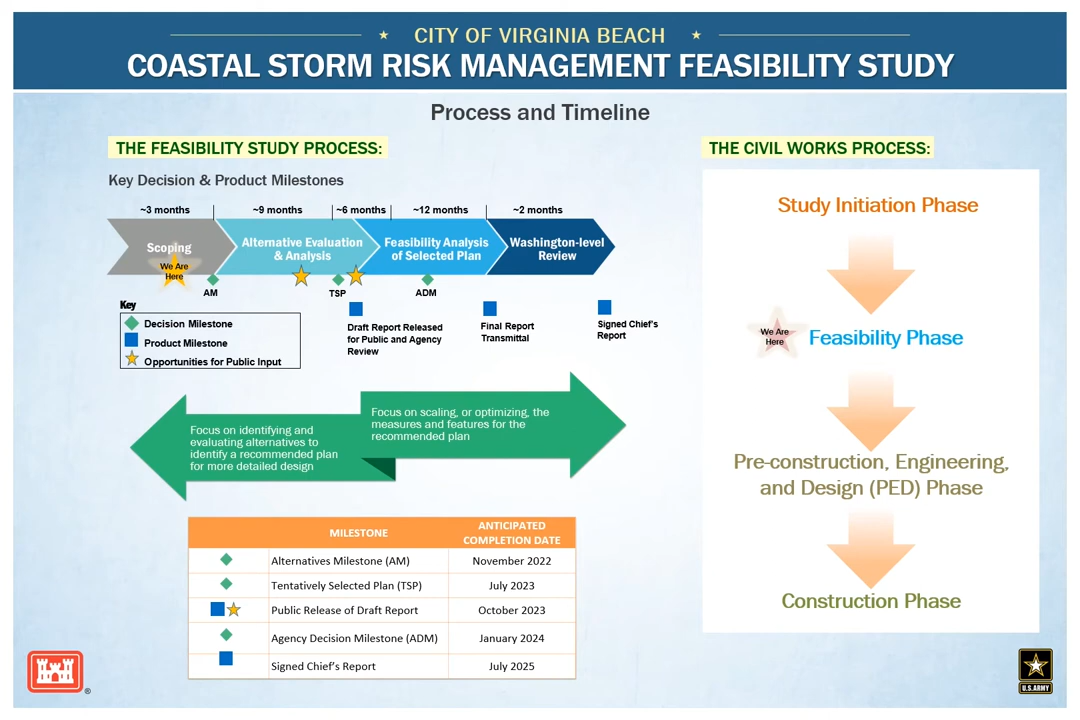 CITY OF VIRGINIA BEACH
COASTAL STORM RISK MANAGEMENT FEASIBILITY STUDY
Process and Timeline
THE FEASIBILITY STUDY PROCESS:
Key Decision & Product Milestones
~3 months
~9 months
~6 months
~12 months
~2 months
Scoping
Alternative Evaluation
& Analysis
Feasibility Analysis
of Selected Plan
Washington-level
Review
We Are
Here
AM
TSP
ADM
Key
Decision Milestone
Product Milestone
Opportunities for Public Input
Draft Report Released
for Public and Agency
Review
Final Report
Transmittal
Signed Chief's
Report
Focus on identifying and
evaluating alternatives to
identify a recommended plan
for more detailed design
Focus on scaling, or optimizing, the
measures and features for the
recommended plan
MILESTONE
ANTICIPATED
COMPLETION DATE
Alternatives Milestone (AM) November 2022
Tentatively Selected Plan (TSP) July 2023
Public Release of Draft Report October 2023
Agency Decision Milestone (ADM) January 2024
Signed Chief's Report July 2025
THE CIVIL WORKS PROCESS:
Study Initiation Phase
We Are
Here
Feasibility Phase
Pre-construction, Engineering,
and Design (PED) Phase
Construction Phase
®
U.S.ARMY